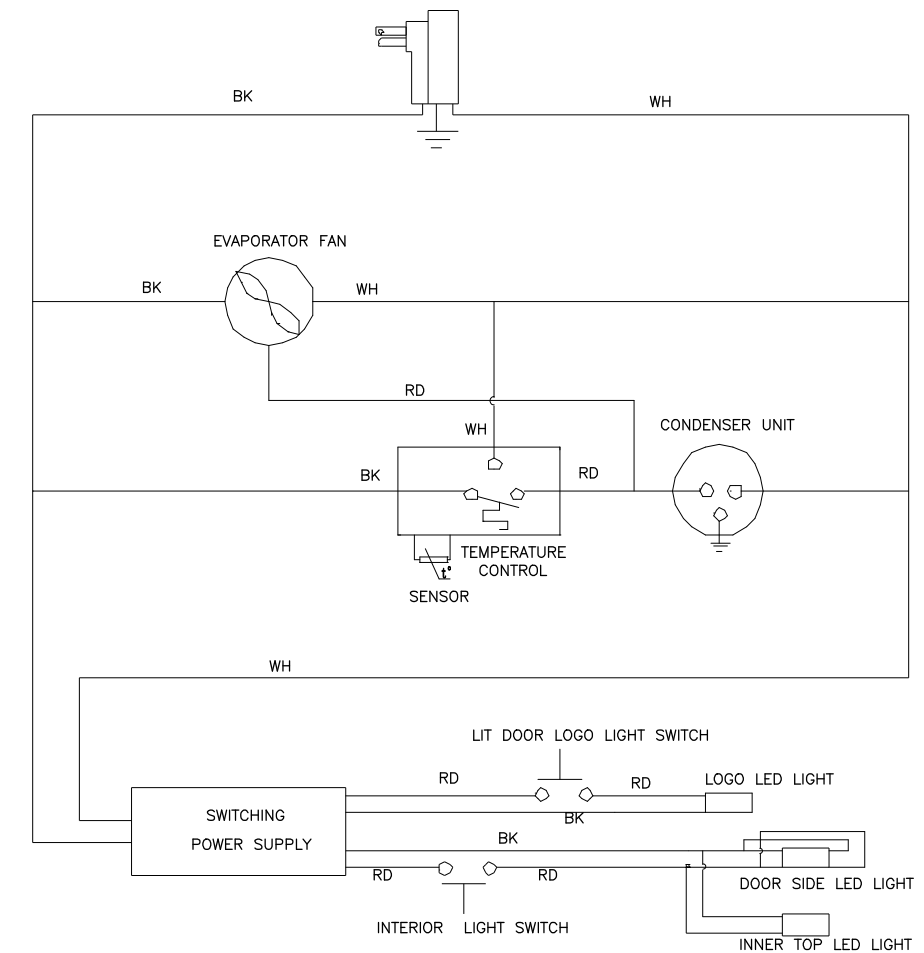 BK
WH
EVAPORATOR FAN
BK
WH
RD
WH
CONDENSER UNIT
BK
RD
TEMPERATURE
CONTROL
t°
SENSOR
WH
LIT DOOR LOGO LIGHT SWITCH
RD
RD
LOGO LED LIGHT
SWITCHING
POWER SUPPLY
BK
BK
RD
RD
DOOR SIDE LED LIGHT
INTERIOR LIGHT SWITCH
INNER TOP LED LIGHT